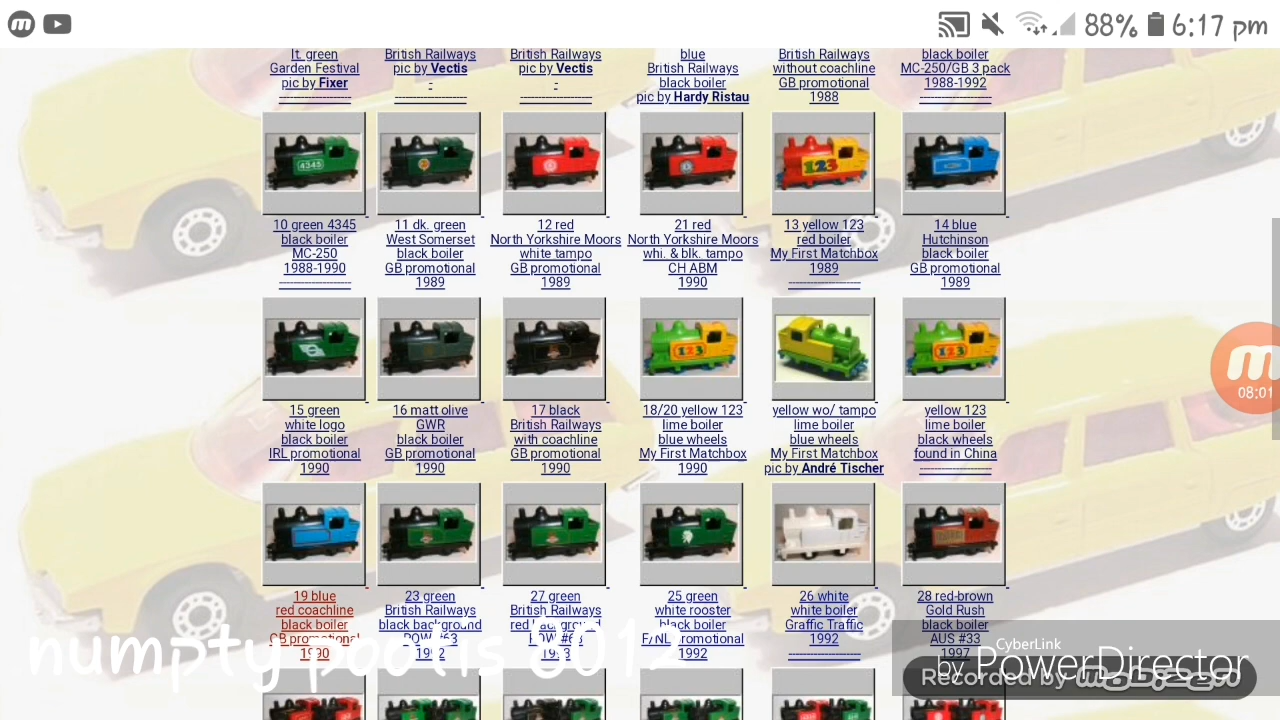 88% 6:17 pm
lt. green
Garden Festival
pic by Fixer
British Railways
pic by Vectis
-
British Railways
pic by Vectis
-
blue
British Railways
black boiler
pic by Hardy Ristau
British Railways
without coachline
GB promotional
1988
black boiler
MC-250/GB 3 pack
1988-1992
4345
123
10 green 4345
black boiler
MC-250
1988-1990
11 dk. green
West Somerset
black boiler
GB promotional
1989
12 red
North Yorkshire Moors
white tampo
GB promotional
1989
21 red
North Yorkshire Moors
whi. & blk. tampo
CH ABM
1990
13 yellow 123
red boiler
My First Matchbox
1989
14 blue
Hutchinson
black boiler
GB promotional
1989
08:01
123
123
15 green
white logo
black boiler
IRL promotional
1990
16 matt olive
GWR
black boiler
GB promotional
1990
17 black
British Railways
with coachline
GB promotional
1990
18/20 yellow 123
lime boiler
blue wheels
My First Matchbox
1990
yellow wo/ tampo
lime boiler
blue wheels
My First Matchbox
pic by André Tischer
yellow 123
lime boiler
black wheels
found in China
19 blue
red coachline
black boiler
GB promotional
1990
23 green
British Railways
black background
1992
27 green
British Railways
red background
1993
25 green
white rooster
black boiler
1992
26 white
white boiler
Graffic Traffic
1992
28 red-brown
Gold Rush
black boiler
AUS #33
1997
numpty
CyberLink
by PowerDirector
Recorded by